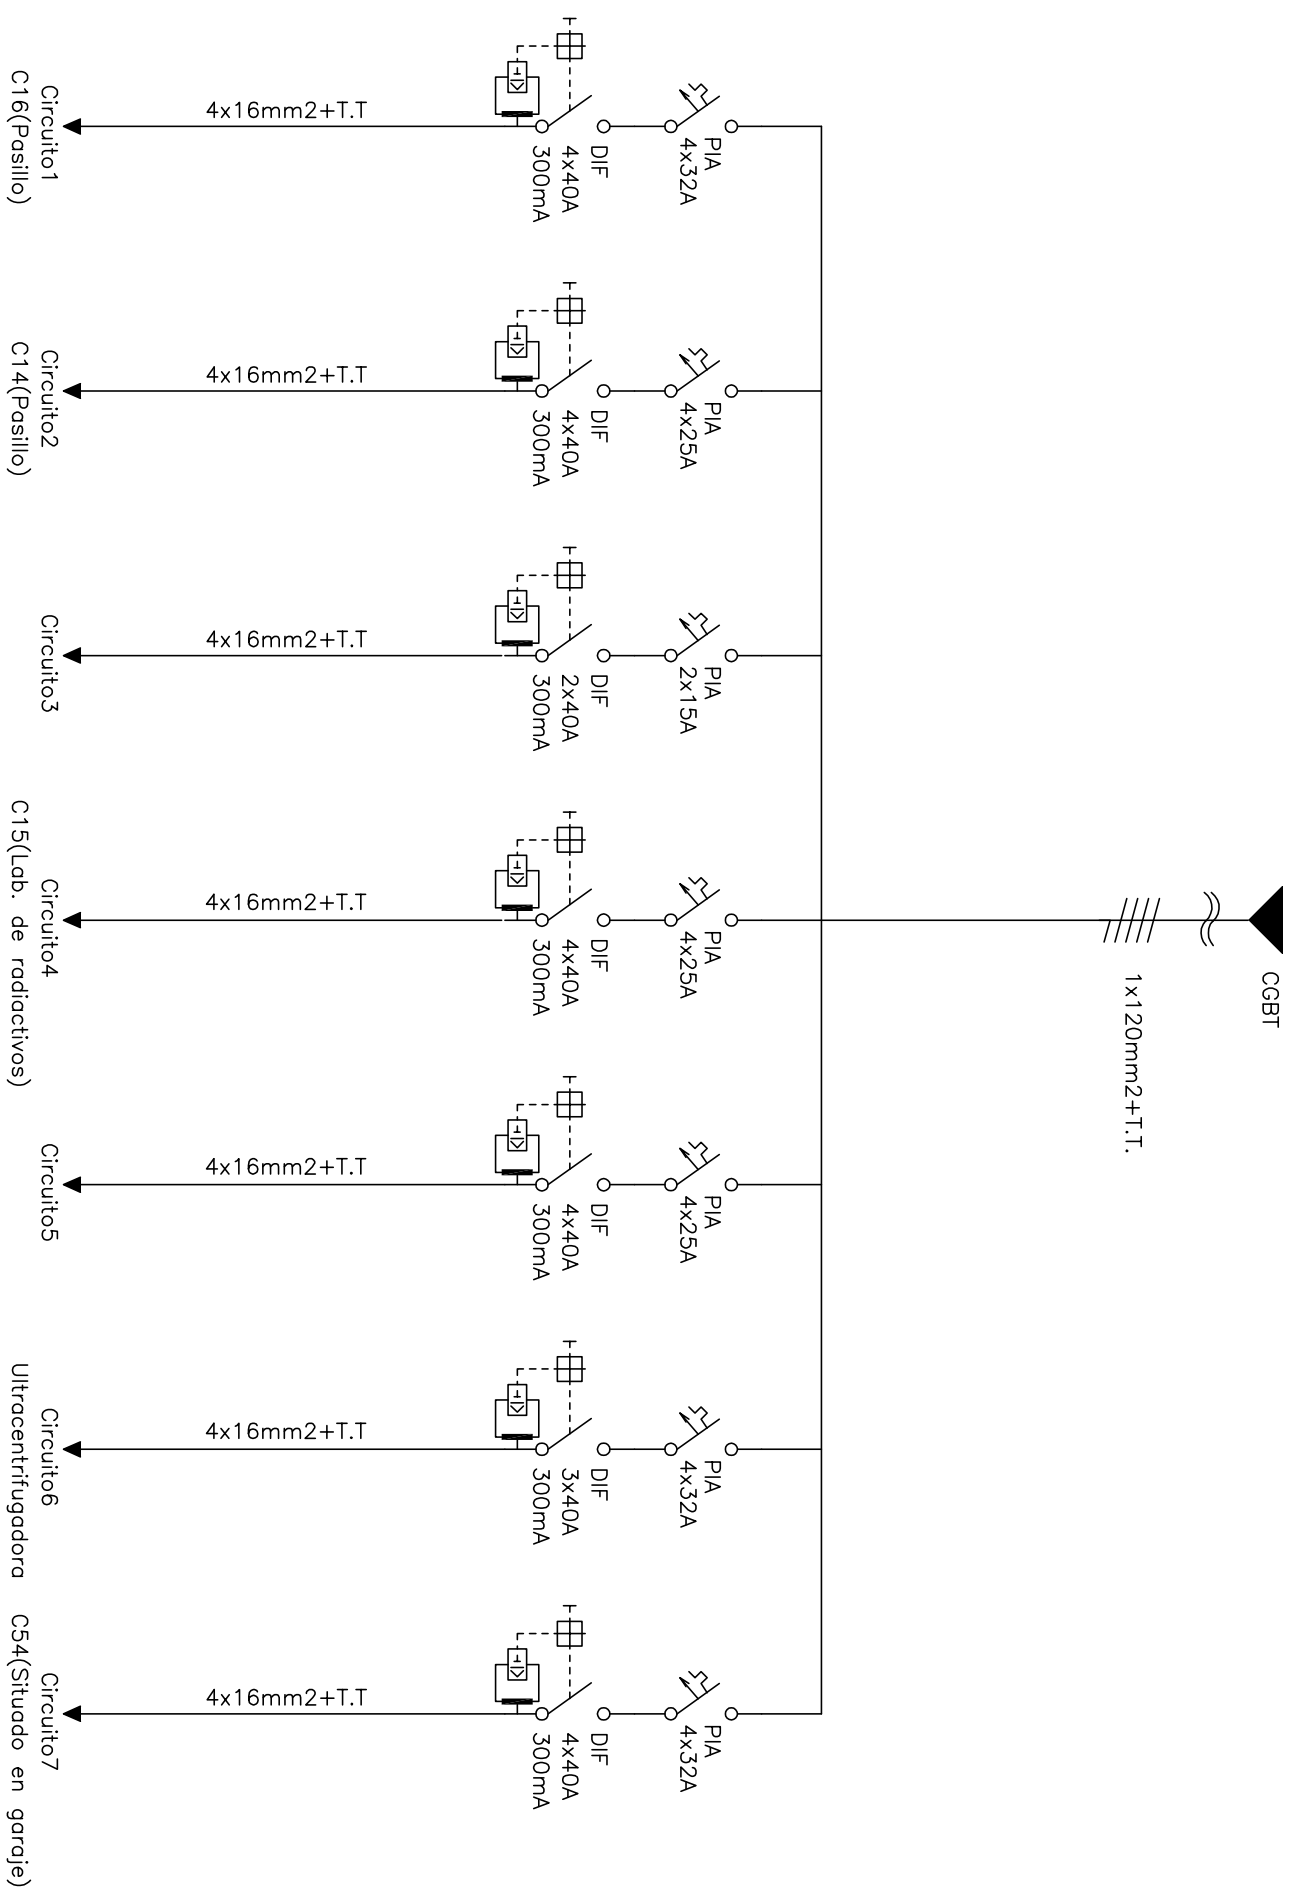 CGBT
1x120mm2+T.T.
PIA
4x32A
DIF
4x40A
300mA
4x16mm2+T.T
Circuito1
C16(Pasillo)
PIA
4x25A
DIF
4x40A
300mA
4x16mm2+T.T
Circuito2
C14(Pasillo)
PIA
2x15A
DIF
2x40A
300mA
4x16mm2+T.T
Circuito3
PIA
4x25A
DIF
4x40A
300mA
4x16mm2+T.T
Circuito4
C15(Lab. de radiactivos)
PIA
4x25A
DIF
4x40A
300mA
4x16mm2+T.T
Circuito5
PIA
4x32A
DIF
3x40A
300mA
4x16mm2+T.T
Circuito6
Ultracentrifugadora
PIA
4x32A
DIF
4x40A
300mA
4x16mm2+T.T
Circuito7
C54(Situado en garaje)